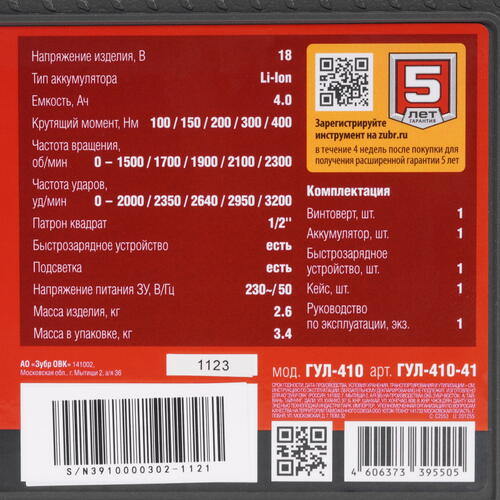 Напряжение изделия, В 18
Тип аккумулятора Li-Ion
Емкость, Ач 4.0
Крутящий момент, Нм 100 / 150 / 200 / 300 / 400
Частота вращения,
об/мин 0 – 1500 / 1700 / 1900 / 2100 / 2300
Частота ударов,
уд/мин 0 – 2000 / 2350 / 2640 / 2950 / 3200
Патрон квадрат 1/2''
Быстрозарядное устройство есть
Подсветка есть
Напряжение питания ЗУ, В/Гц 230~/50
Масса изделия, кг 2.6
Масса в упаковке, кг 3.4
5
ЛЕТ
ГАРАНТИЯ
Зарегистрируйте
инструмент на zubr.ru
в течение 4 недель после покупки для
получения расширенной гарантии 5 лет
Комплектация
Винтоверт, шт. 1
Аккумулятор, шт. 1
Быстрозарядное
устройство, шт. 1
Кейс, шт. 1
Руководство
по эксплуатации, экз. 1
АО «Зубр ОВК» 141002,
Московская обл., г. Мытищи 2, а/я 36
1123
мод. ГУЛ-410 арт. ГУЛ-410-41
S/N3910000302-1121
4 606373 395505